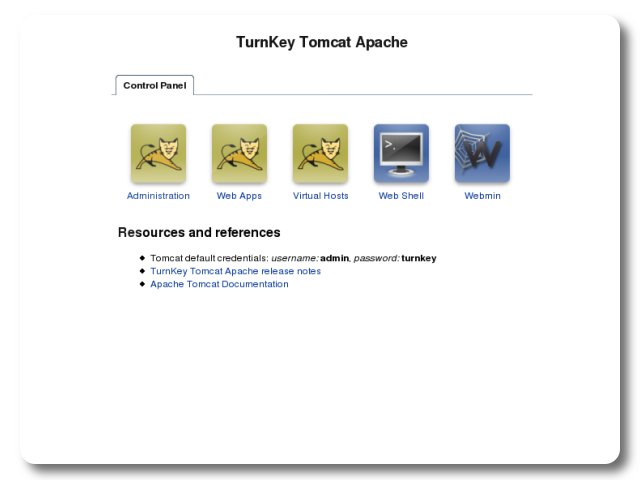 TurnKey Tomcat Apache
Control Panel
Administration Web Apps Virtual Hosts Web Shell Webmin
Resources and references
Tomcat default credentials: username: admin, password: turnkey
TurnKey Tomcat Apache release notes
Apache Tomcat Documentation